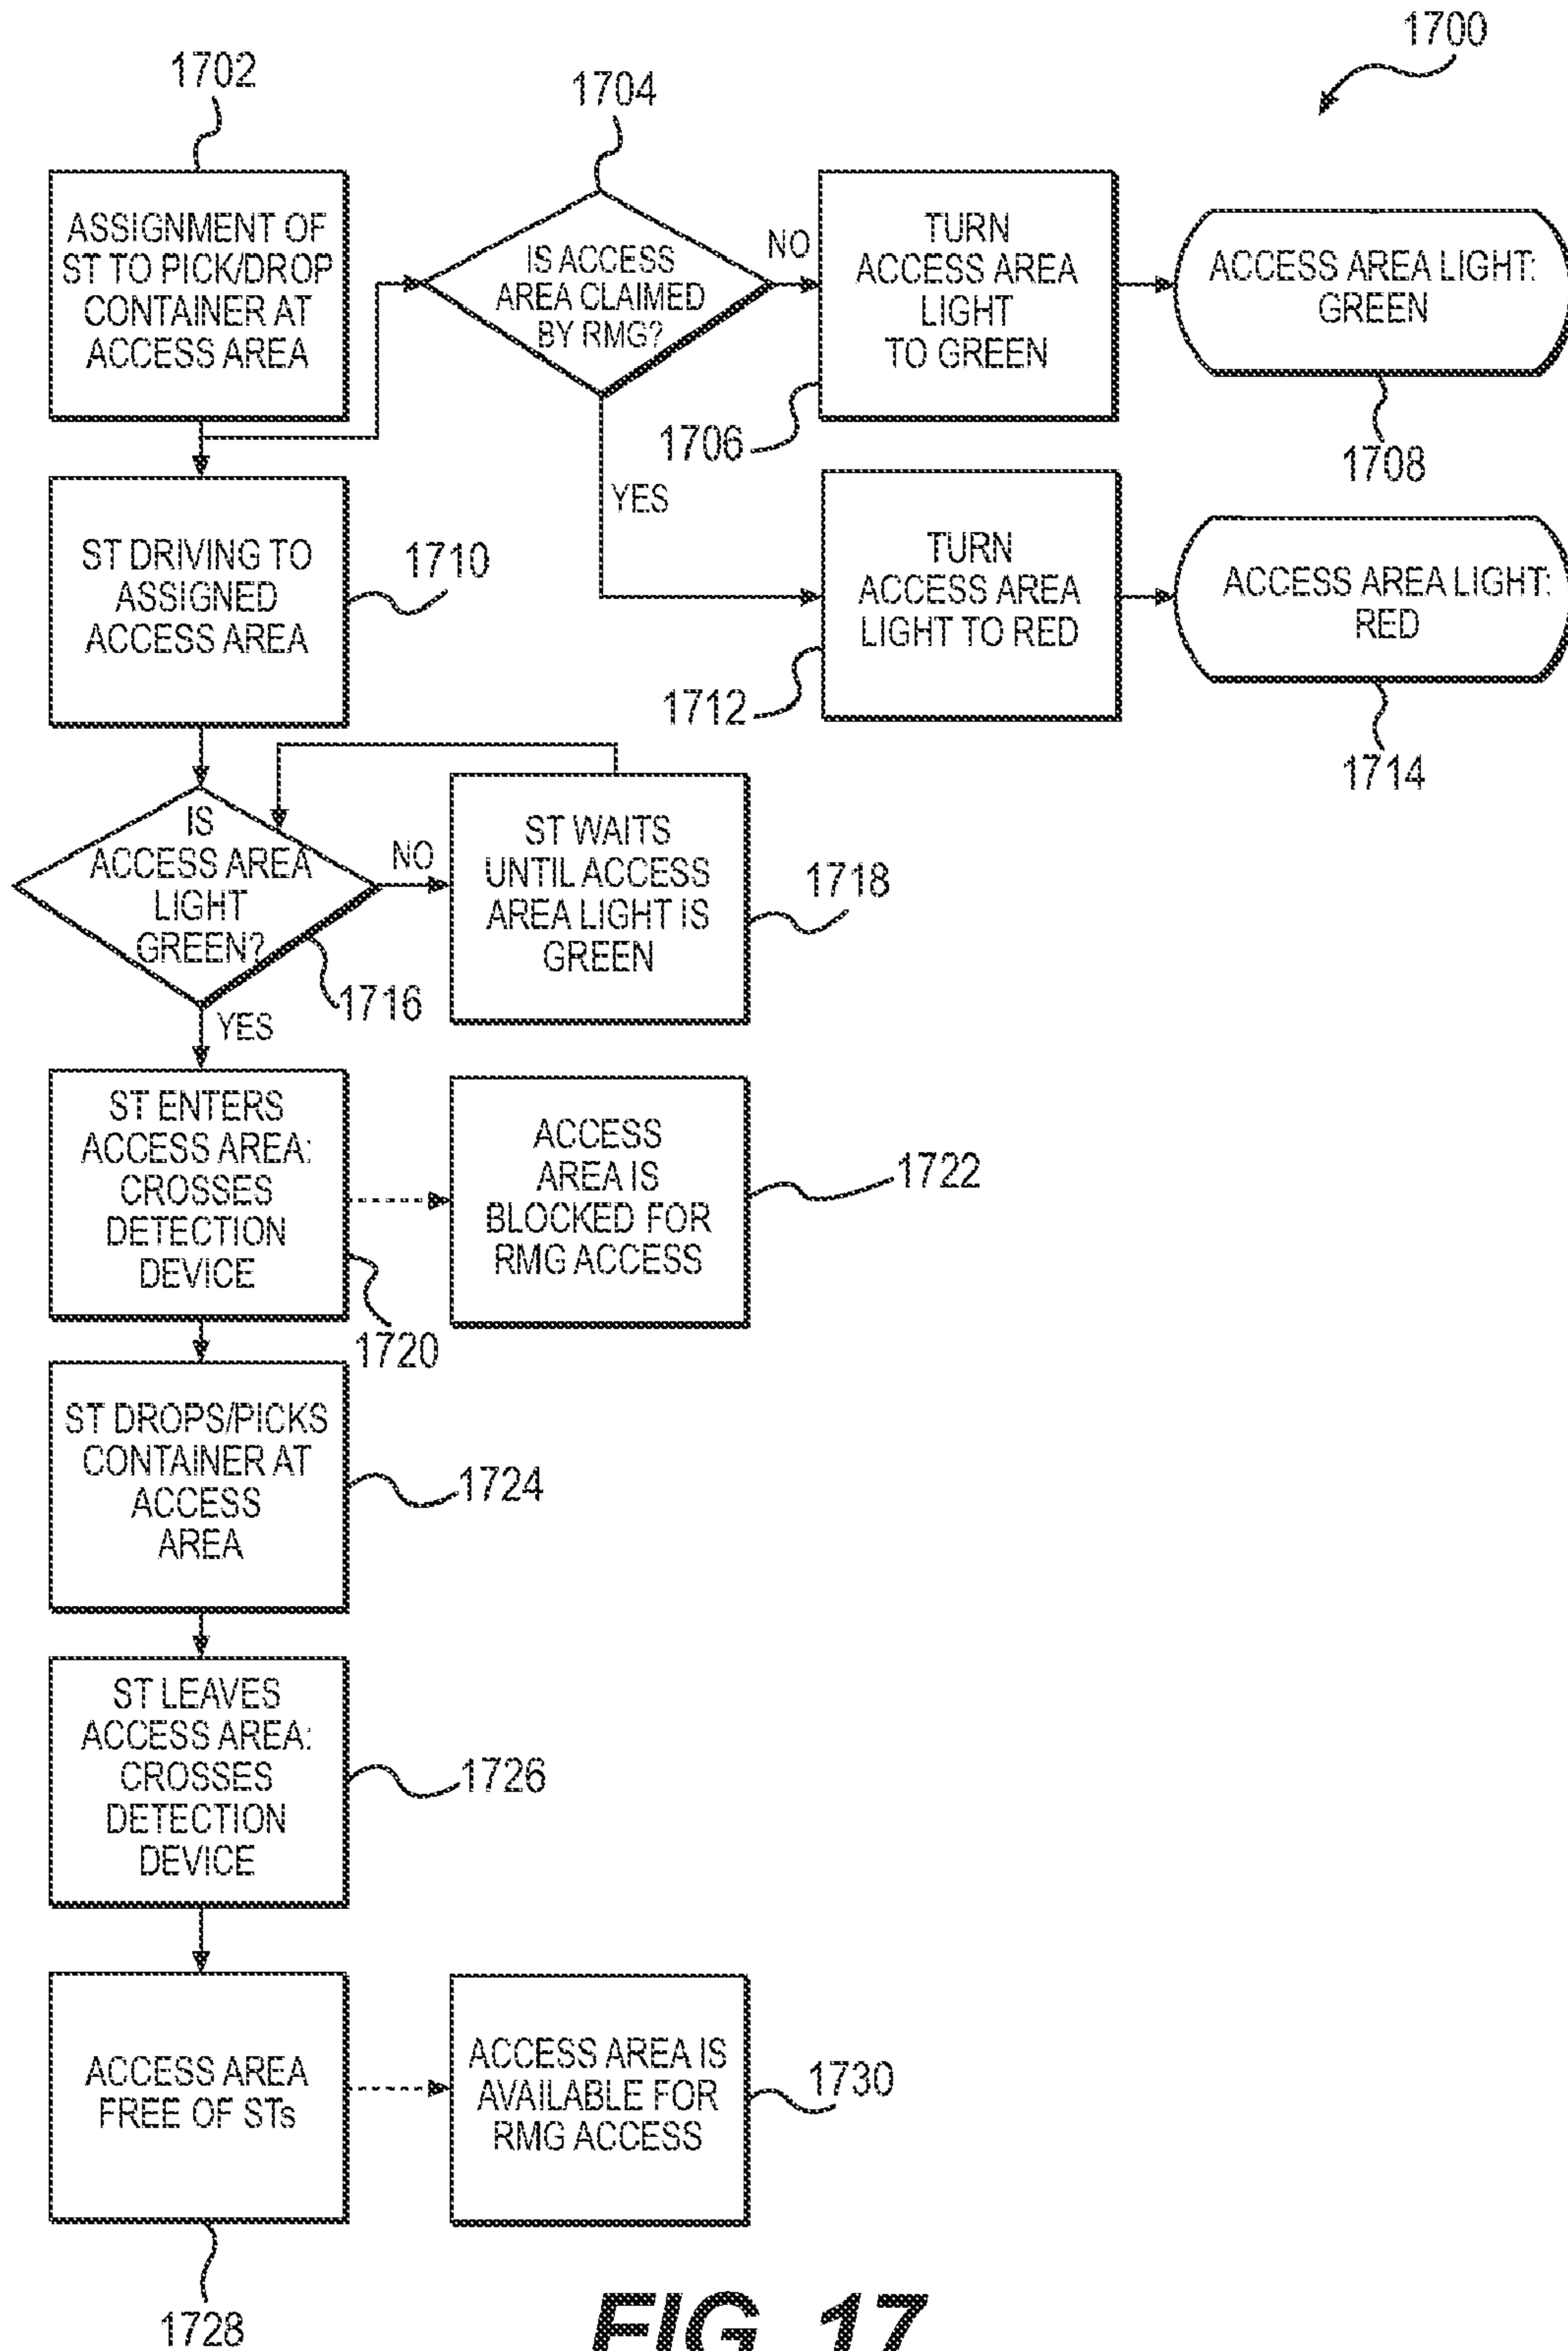 1700
1702
1704
ASSIGNMENT OF
ST TO PICK/DROP
CONTAINER AT
ACCESS AREA
IS ACCESS
AREA CLAIMED
BY RMG?
NO
TURN
ACCESS AREA
LIGHT
TO GREEN
ACCESS AREA LIGHT:
GREEN
1706
1708
YES
ST DRIVING TO
ASSIGNED
ACCESS AREA
1710
TURN
ACCESS AREA
LIGHT TO RED
ACCESS AREA LIGHT:
RED
1712
1714
IS
ACCESS AREA
LIGHT
GREEN?
NO
ST WAITS
UNTIL ACCESS
AREA LIGHT IS
GREEN
1718
1716
YES
ST ENTERS
ACCESS AREA:
CROSSES
DETECTION
DEVICE
ACCESS
AREA IS
BLOCKED FOR
RMG ACCESS
1722
1720
ST DROPS/PICKS
CONTAINER AT
ACCESS
AREA
1724
ST LEAVES
ACCESS AREA:
CROSSES
DETECTION
DEVICE
1726
ACCESS AREA
FREE OF STs
ACCESS AREA IS
AVAILABLE FOR
RMG ACCESS
1730
1728
FIG. 17